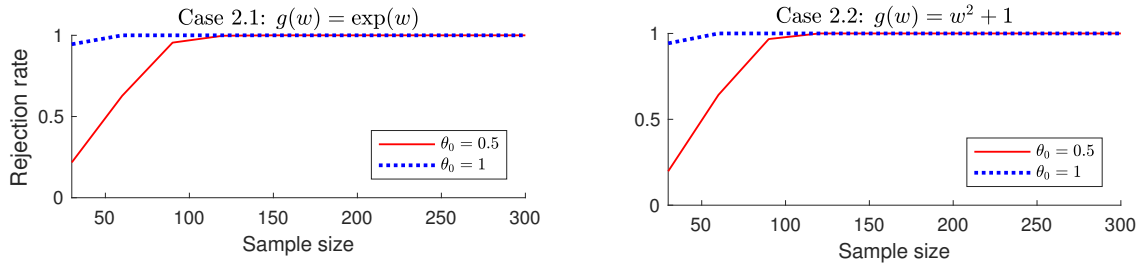 Case 2.1: g(w) = exp(w)
1
0.5
0
Rejection rate
θ₀ = 0.5
θ₀ = 1
50 100 150 200 250 300
Sample size
Case 2.2: g(w) = w² + 1
1
0.5
0
θ₀ = 0.5
θ₀ = 1
50 100 150 200 250 300
Sample size